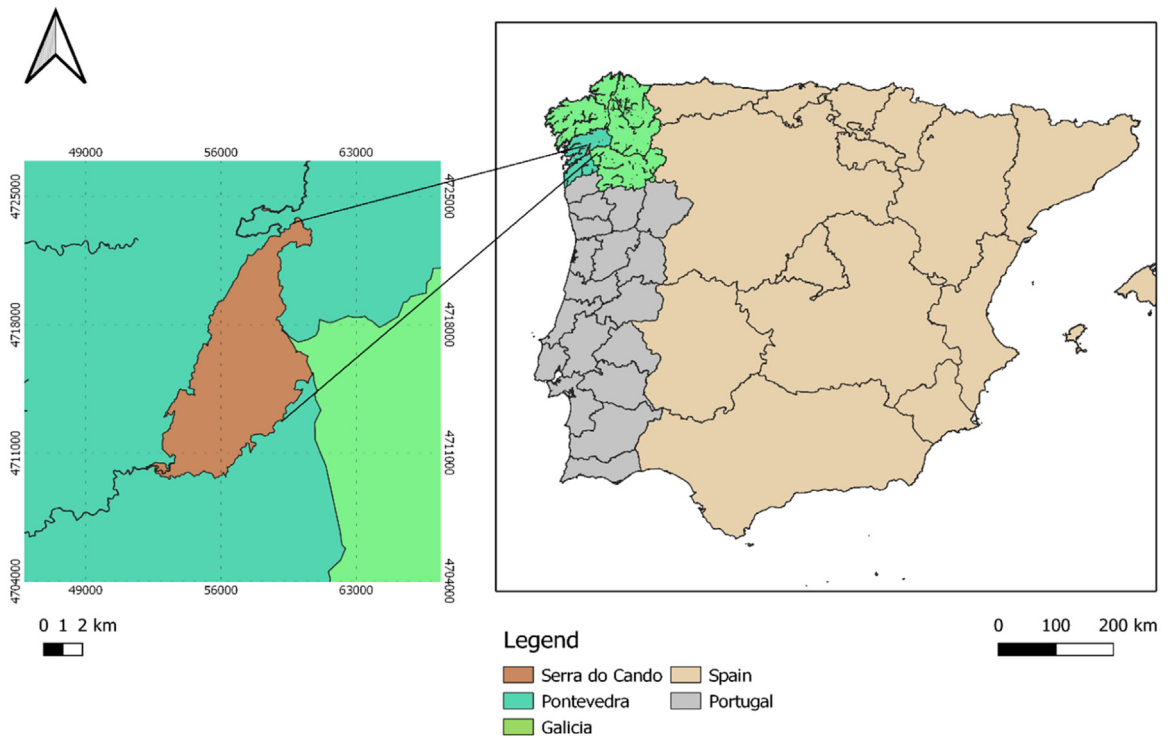 49000 56000 63000
4725000 4725000
4718000 4718000
4711000 4711000
4704000 4704000
49000 56000 63000
0 1 2 km
0 100 200 km
Legend
Serra do Cando Spain
Pontevedra Portugal
Galicia